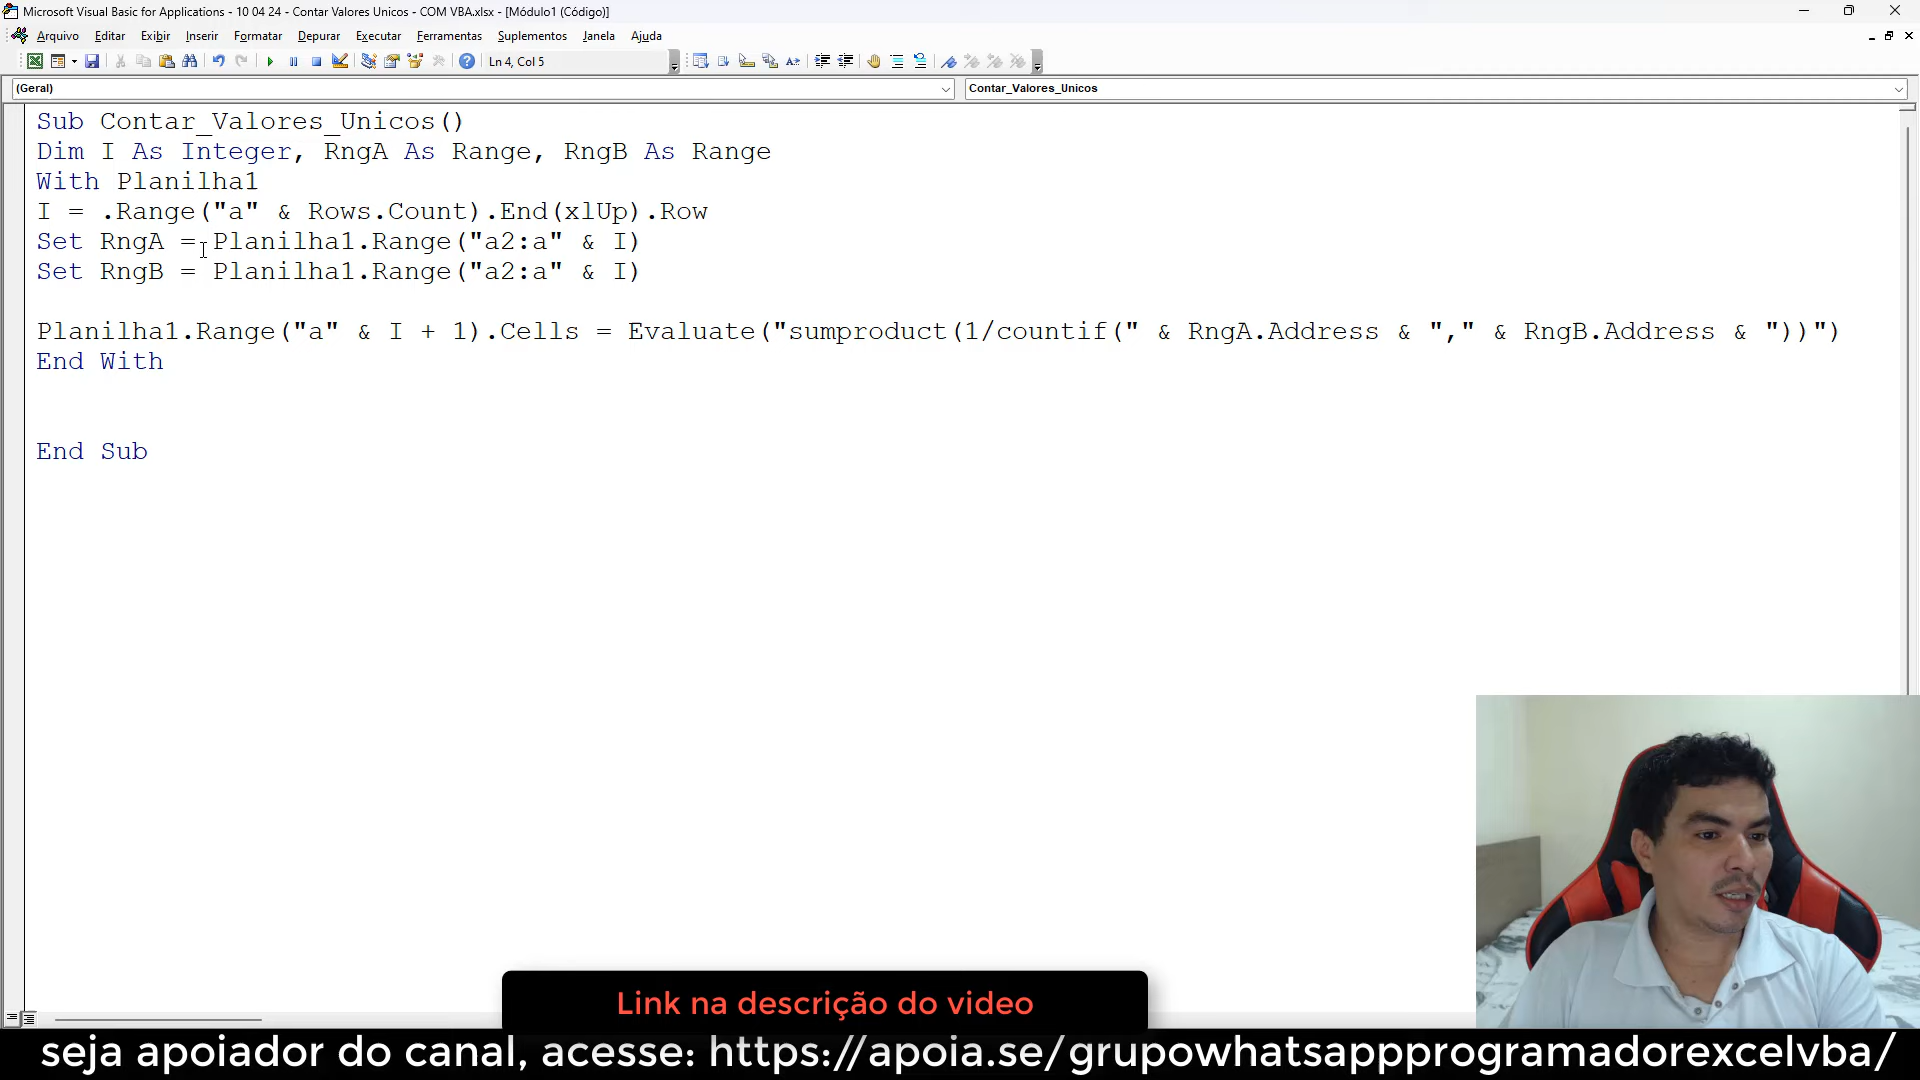 Microsoft Visual Basic for Applications - 10 04 24 - Contar Valores Unicos - COM VBA.xlsx - [Módulo1 (Código)]
Arquivo Editar Exibir Inserir Formatar Depurar Executar Ferramentas Suplementos Janela Ajuda
Ln 4, Col 5
(Geral) Contar_Valores_Unicos
Sub Contar_Valores_Unicos()
Dim I As Integer, RngA As Range, RngB As Range
With Planilha1
I = .Range("a" & Rows.Count).End(xlUp).Row
Set RngA = Planilha1.Range("a2:a" & I)
Set RngB = Planilha1.Range("a2:a" & I)
Planilha1.Range("a" & I + 1).Cells = Evaluate("sumproduct(1/countif(" & RngA.Address & "," & RngB.Address & "))")
End With
End Sub
Link na descrição do video
seja apoiador do canal, acesse: https://apoia.se/grupowhatsappprogramadorexcelvba/